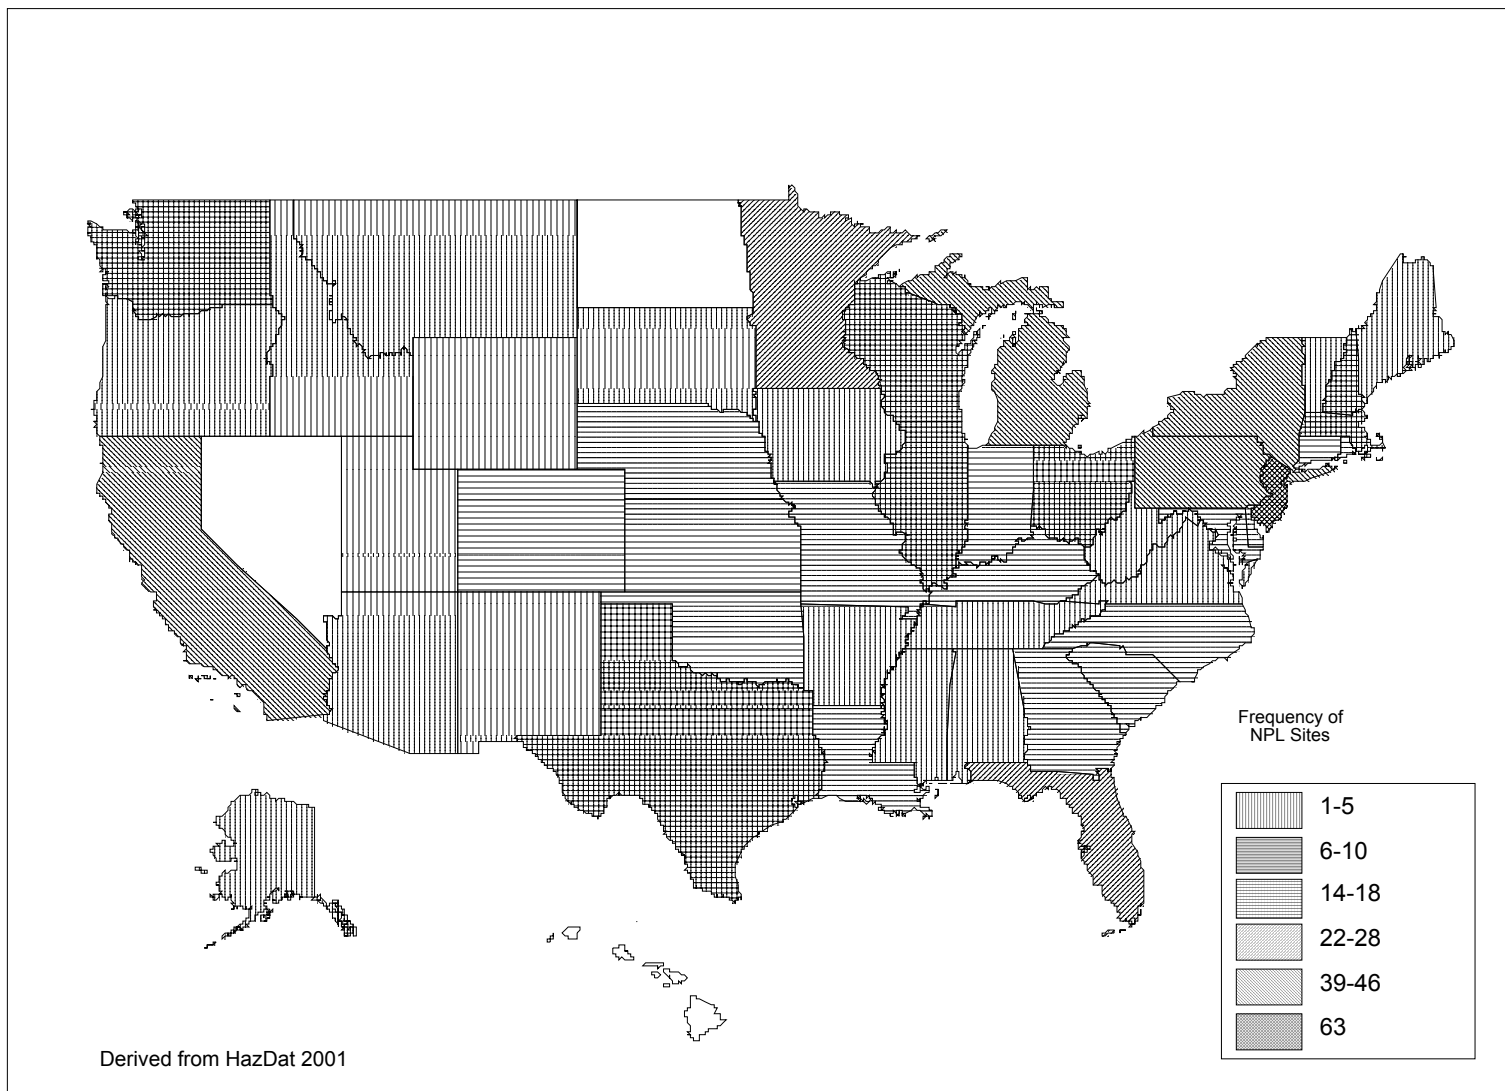 Frequency of
NPL Sites
1-5
6-10
14-18
22-28
39-46
63
Derived from HazDat 2001